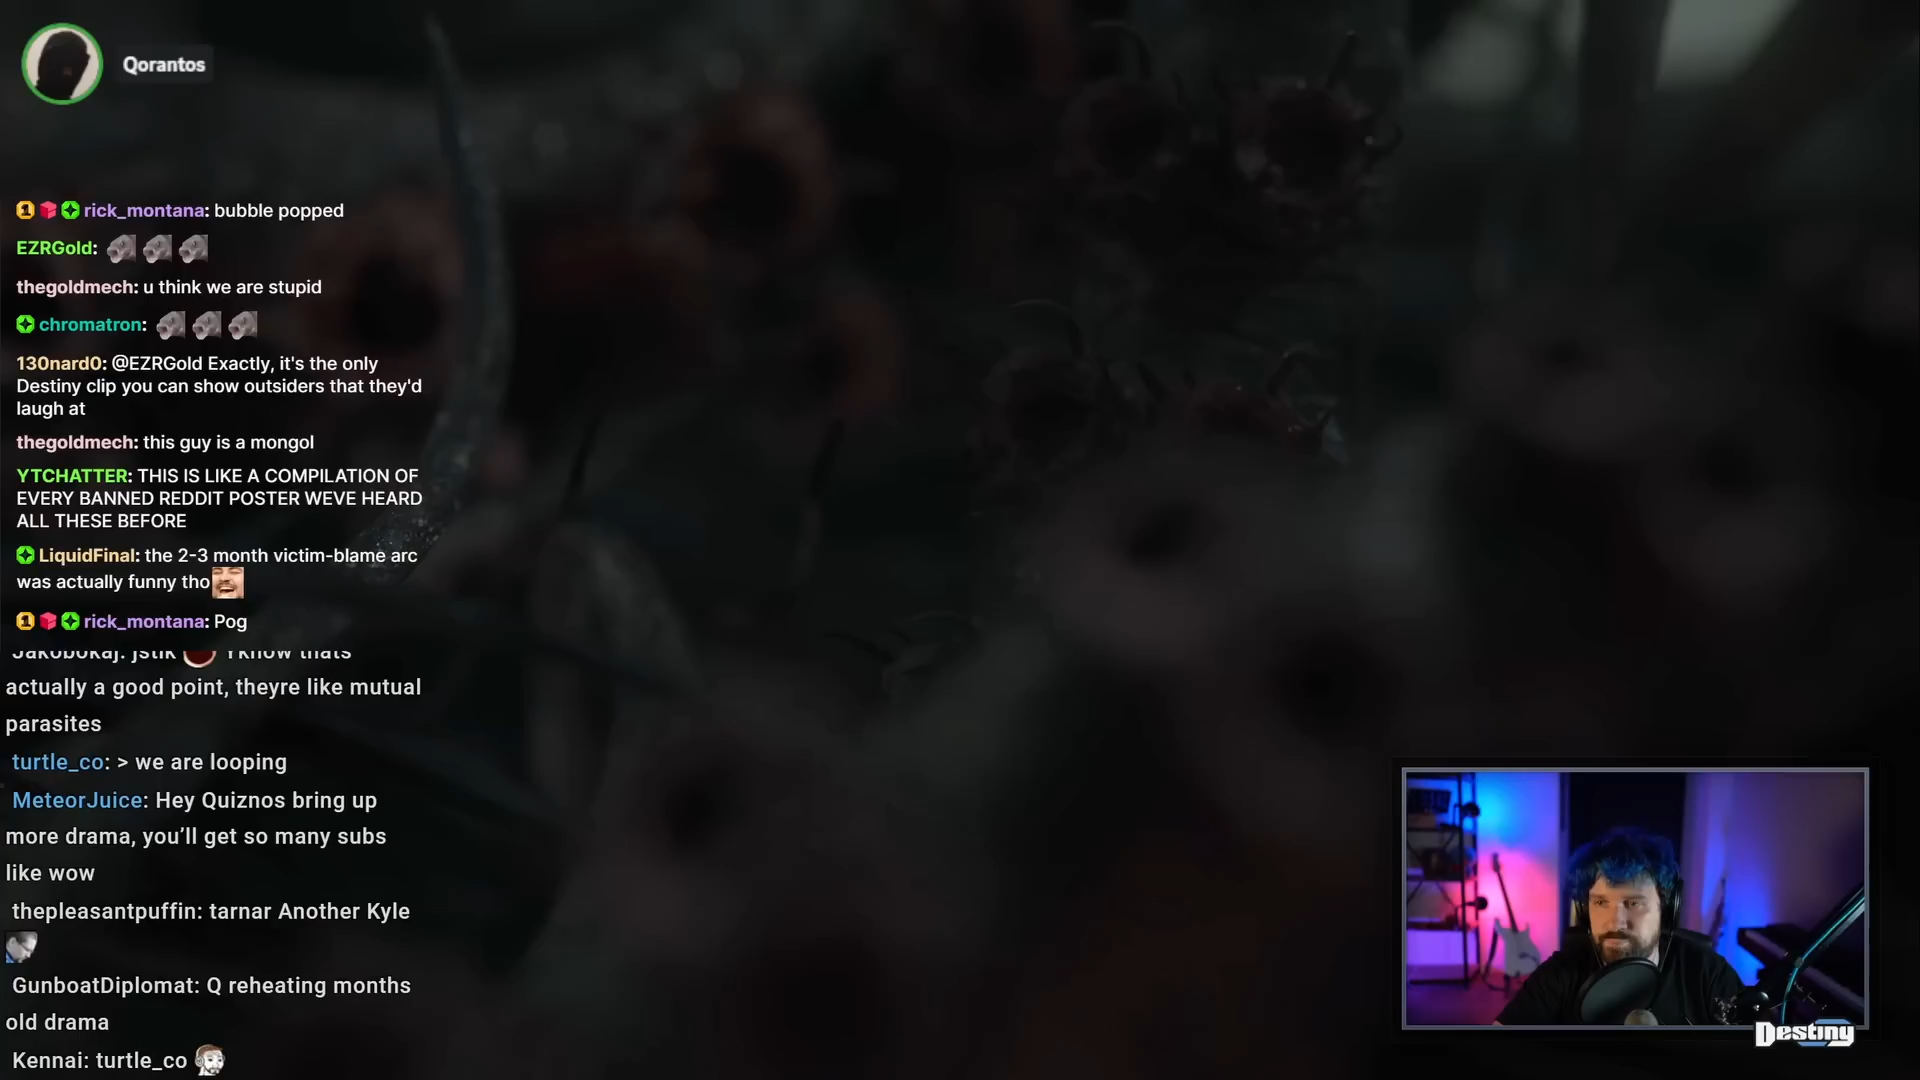 Qorantos
rick_montana: bubble popped
EZRGold:
thegoldmech: u think we are stupid
chromatron:
130nard0: @EZRGold Exactly, it's the only
Destiny clip you can show outsiders that they'd
laugh at
thegoldmech: this guy is a mongol
YTCHATTER: THIS IS LIKE A COMPILATION OF
EVERY BANNED REDDIT POSTER WEVE HEARD
ALL THESE BEFORE
LiquidFinal: the 2-3 month victim-blame arc
was actually funny tho
rick_montana: Pog
Jakobokaj: jstlk Yknow thats
actually a good point, theyre like mutual
parasites
turtle_co: > we are looping
MeteorJuice: Hey Quiznos bring up
more drama, you’ll get so many subs
like wow
thepleasantpuffin: tarnar Another Kyle
GunboatDiplomat: Q reheating months
old drama
Kennai: turtle_co
Destiny